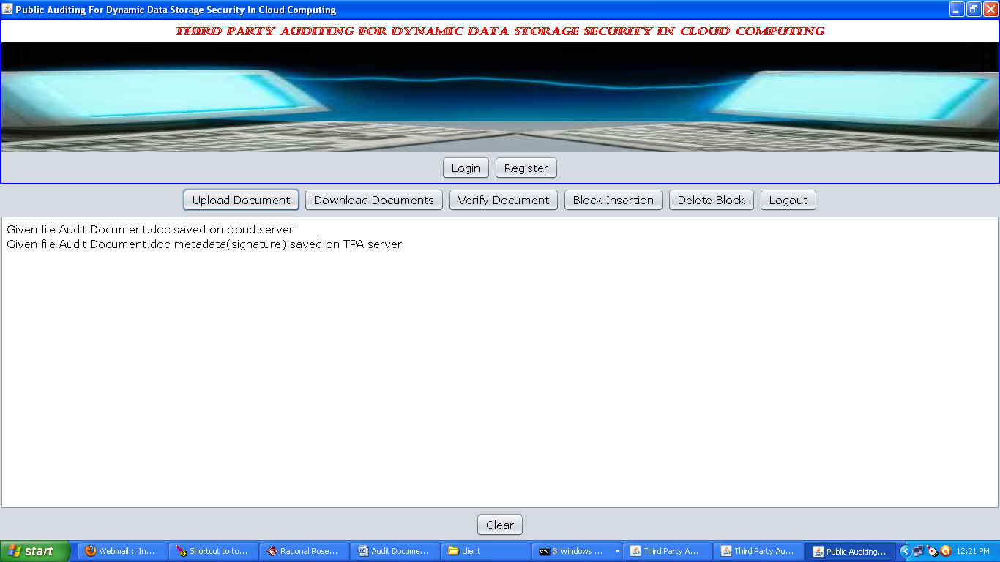 Public Auditing For Dynamic Data Storage Security In Cloud Computing
THIRD PARTY AUDITING FOR DYNAMIC DATA STORAGE SECURITY IN CLOUD COMPUTING
Login Register
Upload Document Download Documents Verify Document Block Insertion Delete Block Logout
Given file Audit Document.doc saved on cloud server
Given file Audit Document.doc metadata(signature) saved on TPA server
Clear
start Webmail :: In... Shortcut to to... Rational Rose... Audit Docume... client 3 Windows ... Third Party A... Third Party Au... Public Auditing... 12:21 PM